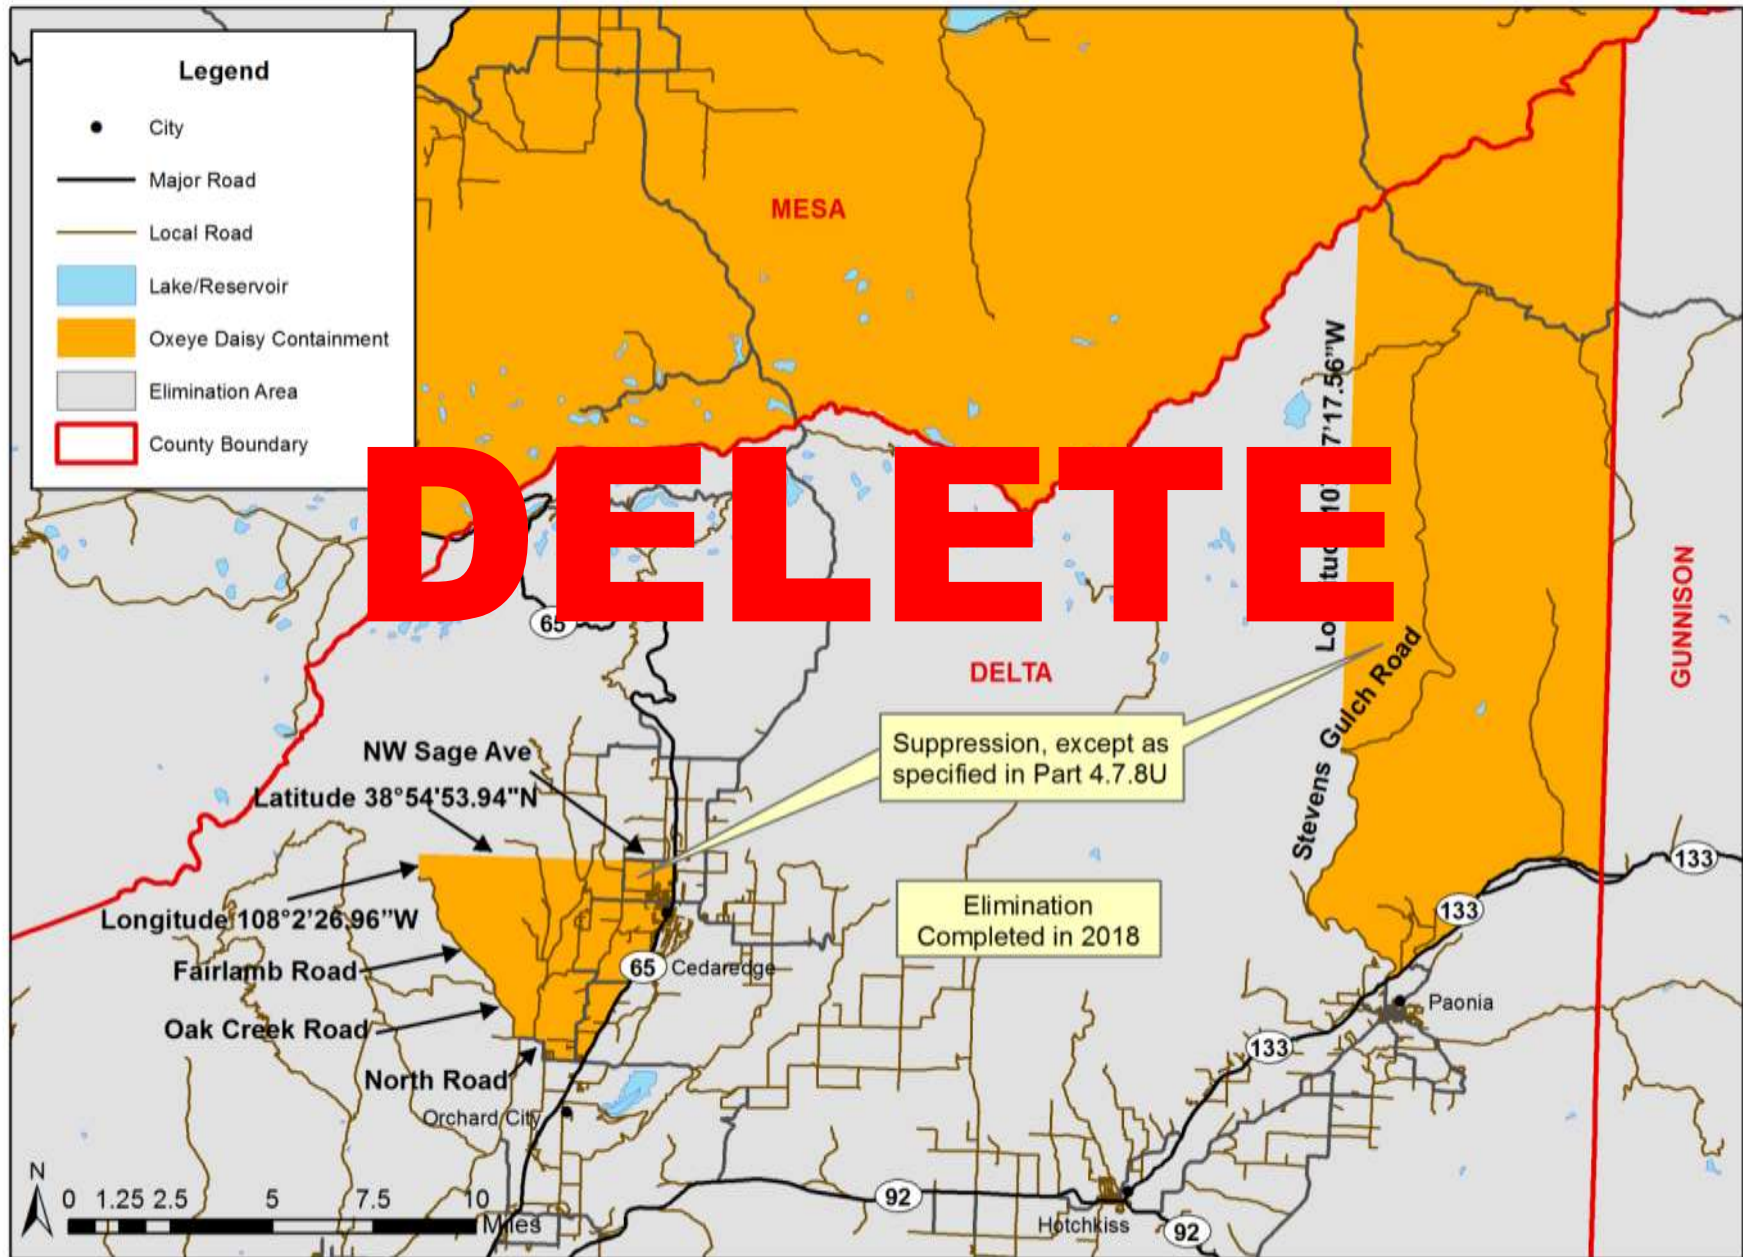 Legend
City
Major Road
Local Road
Lake/Reservoir
Oxeye Daisy Containment
Elimination Area
County Boundary
MESA
DELETE
7'17.56"W
65
DELTA
GUNNISON
Stevens Gulch Road
Suppression, except as
specified in Part 4.7.8U
NW Sage Ave
Latitude 38°54'53.94"N
Longitude 108°2'26.96"W
Fairlamb Road
Oak Creek Road
North Road
65
Cedaredge
Elimination
Completed in 2018
133
133
133
Paonia
Orchard City
92
Hotchkiss
92
N
0 1.25 2.5 5 7.5 10
Miles